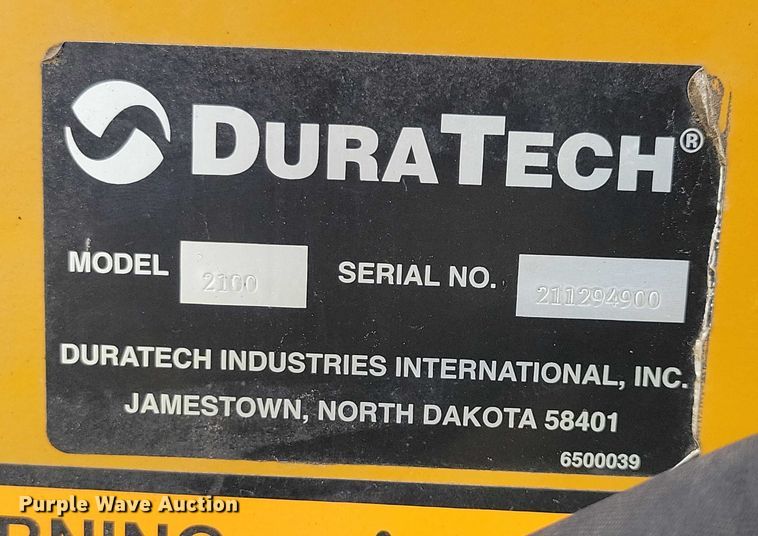 DURATECH®
MODEL 2100 SERIAL NO. 211294900
DURATECH INDUSTRIES INTERNATIONAL, INC.
JAMESTOWN, NORTH DAKOTA 58401
6500039
Purple Wave Auction